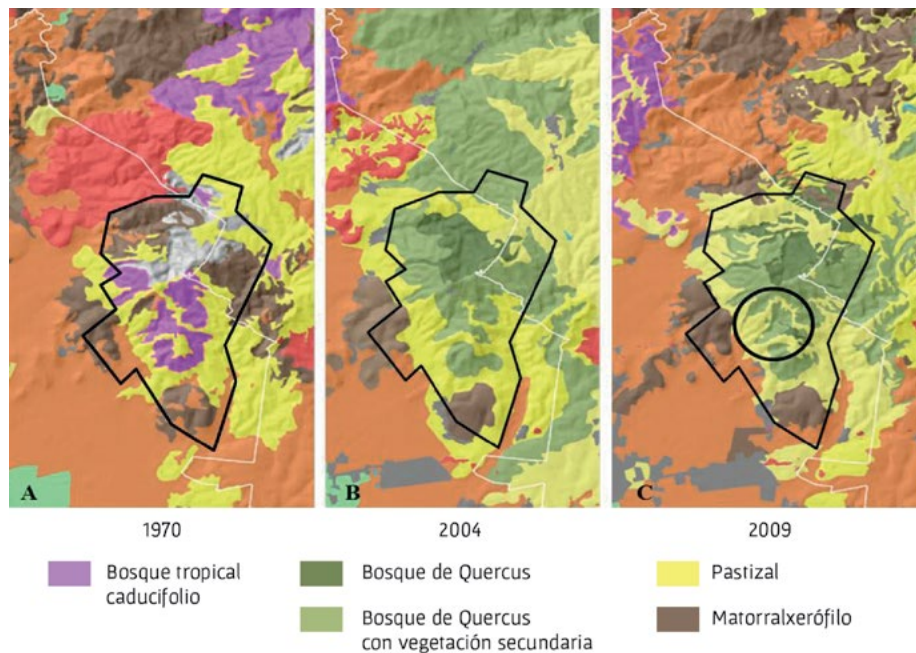 A
B
C
1970
2004
2009
Bosque tropical
caducifolio
Bosque de Quercus
Bosque de Quercus
con vegetación secundaria
Pastizal
Matorralxerófilo